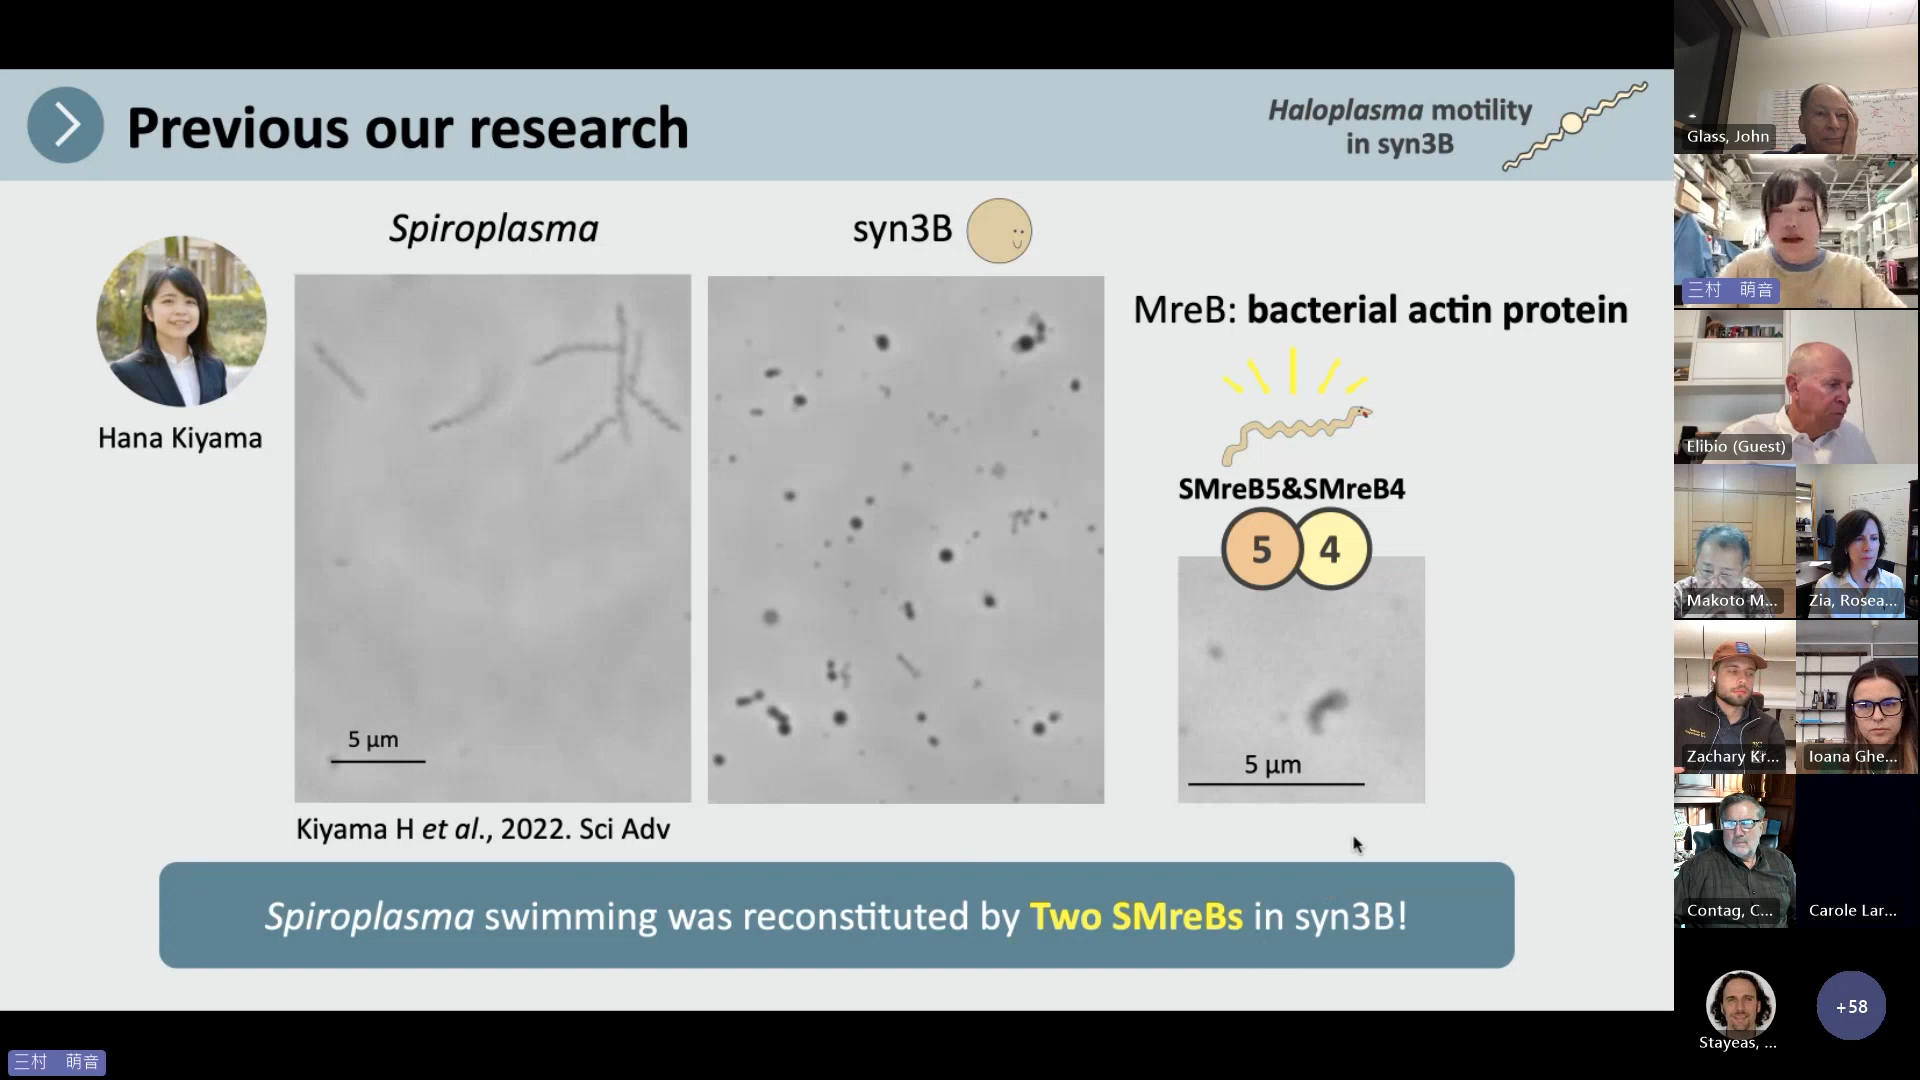 Previous our research
Haloplasma motility
in syn3B
Spiroplasma
syn3B
Hana Kiyama
MreB: bacterial actin protein
SMreB5&SMreB4
5 4
5 µm
5 µm
Kiyama H et al., 2022. Sci Adv
Spiroplasma swimming was reconstituted by Two SMreBs in syn3B!
三村 萌音
Glass, John
三村 萌音
Elibio (Guest)
Makoto M...
Zia, Rosea...
Zachary Kr...
Ioana Ghe...
Contag, C...
Carole Lar...
Stayeas, ...
+58